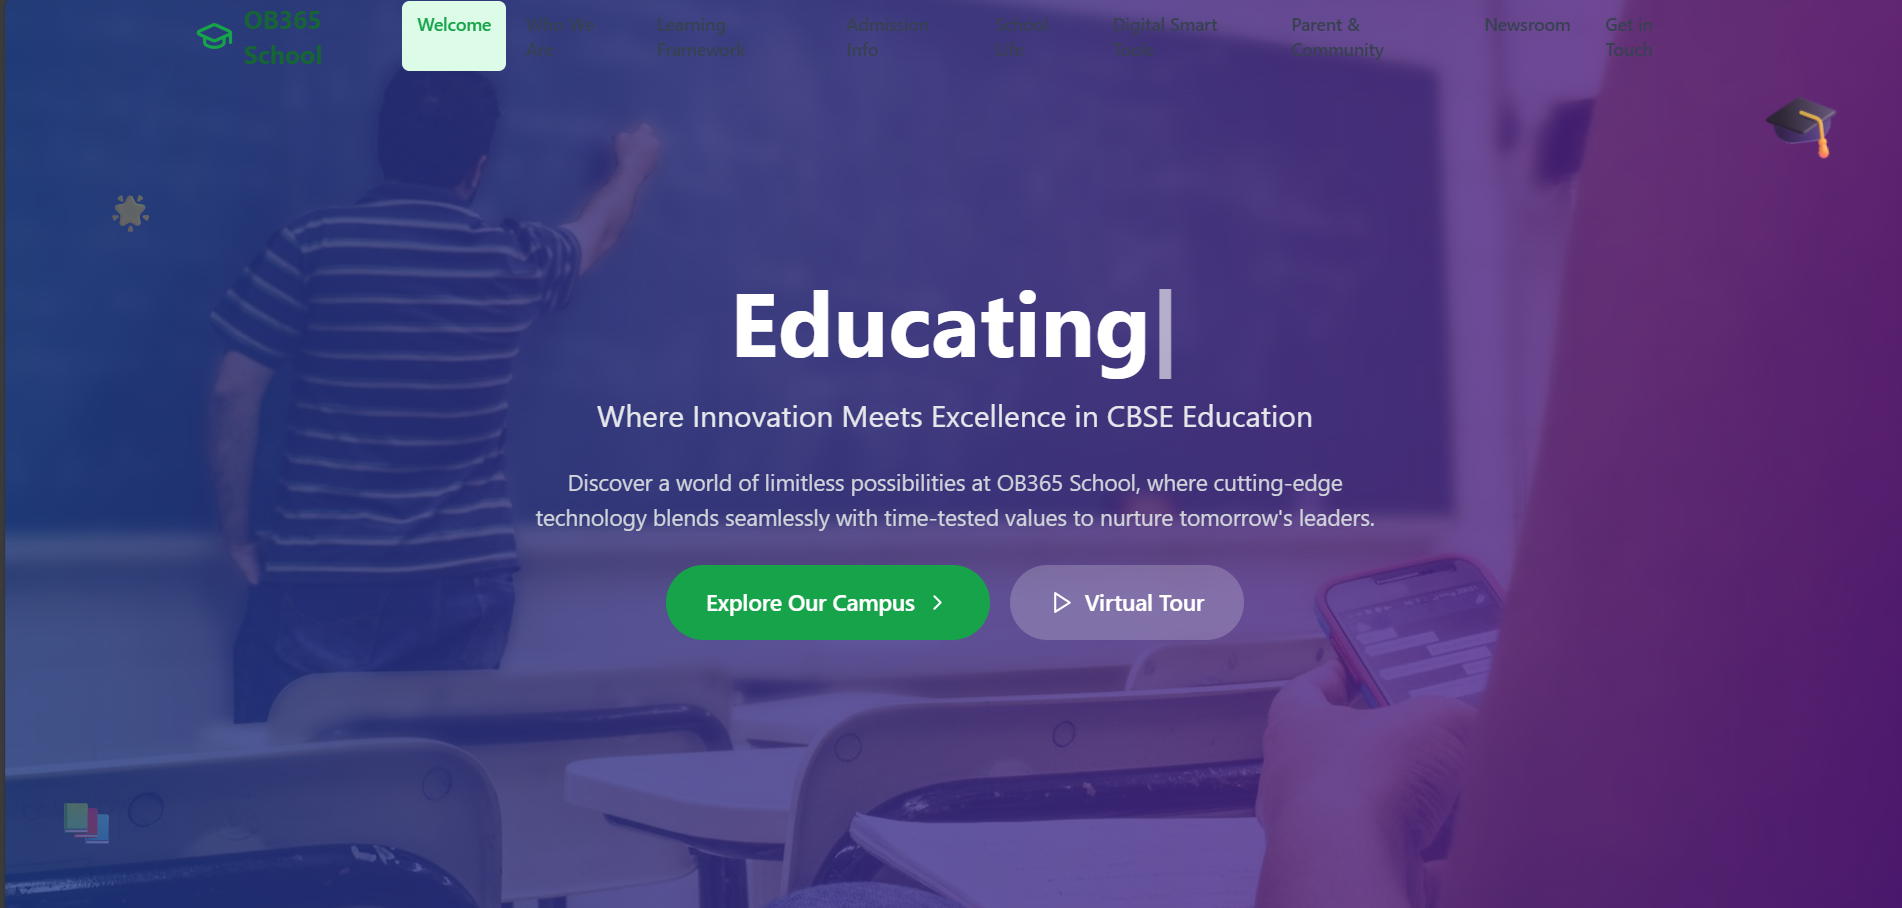 OB365
School
Welcome
Who We
Are
Learning
Framework
Admission
Info
School
Life
Digital Smart
Tools
Parent &
Community
Newsroom
Get in
Touch
Educating|
Where Innovation Meets Excellence in CBSE Education
Discover a world of limitless possibilities at OB365 School, where cutting-edge
technology blends seamlessly with time-tested values to nurture tomorrow's leaders.
Explore Our Campus
Virtual Tour